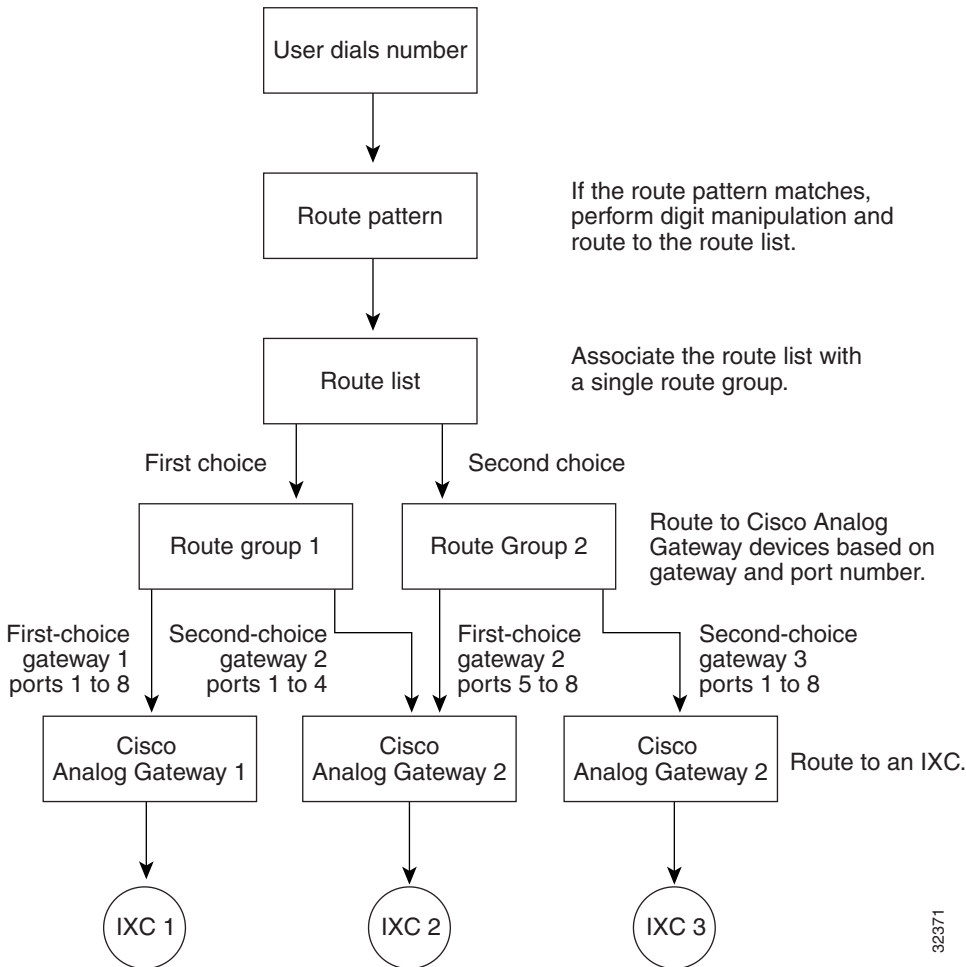 User dials number
Route pattern
If the route pattern matches,
perform digit manipulation and
route to the route list.
Route list
Associate the route list with
a single route group.
First choice
Second choice
Route group 1
Route Group 2
Route to Cisco Analog
Gateway devices based on
gateway and port number.
First-choice
gateway 1
ports 1 to 8
Second-choice
gateway 2
ports 1 to 4
First-choice
gateway 2
ports 5 to 8
Second-choice
gateway 3
ports 1 to 8
Cisco
Analog Gateway 1
Cisco
Analog Gateway 2
Cisco
Analog Gateway 2
Route to an IXC.
IXC 1
IXC 2
IXC 3
32371